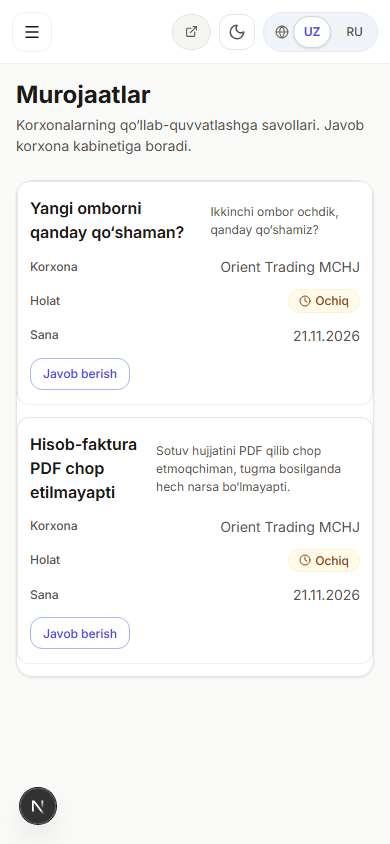 UZ
RU
Murojaatlar
Korxonalarning qo‘llab-quvvatlashga savollari. Javob
korxona kabinetiga boradi.
Yangi omborni
qanday qo‘shaman?
Ikkinchi ombor ochdik,
qanday qo‘shamiz?
Korxona
Orient Trading MCHJ
Holat
Ochiq
Sana
21.11.2026
Javob berish
Hisob-faktura
PDF chop
etilmayapti
Sotuv hujjatini PDF qilib chop
etmoqchiman, tugma bosilganda
hech narsa bo‘lmayapti.
Korxona
Orient Trading MCHJ
Holat
Ochiq
Sana
21.11.2026
Javob berish
N